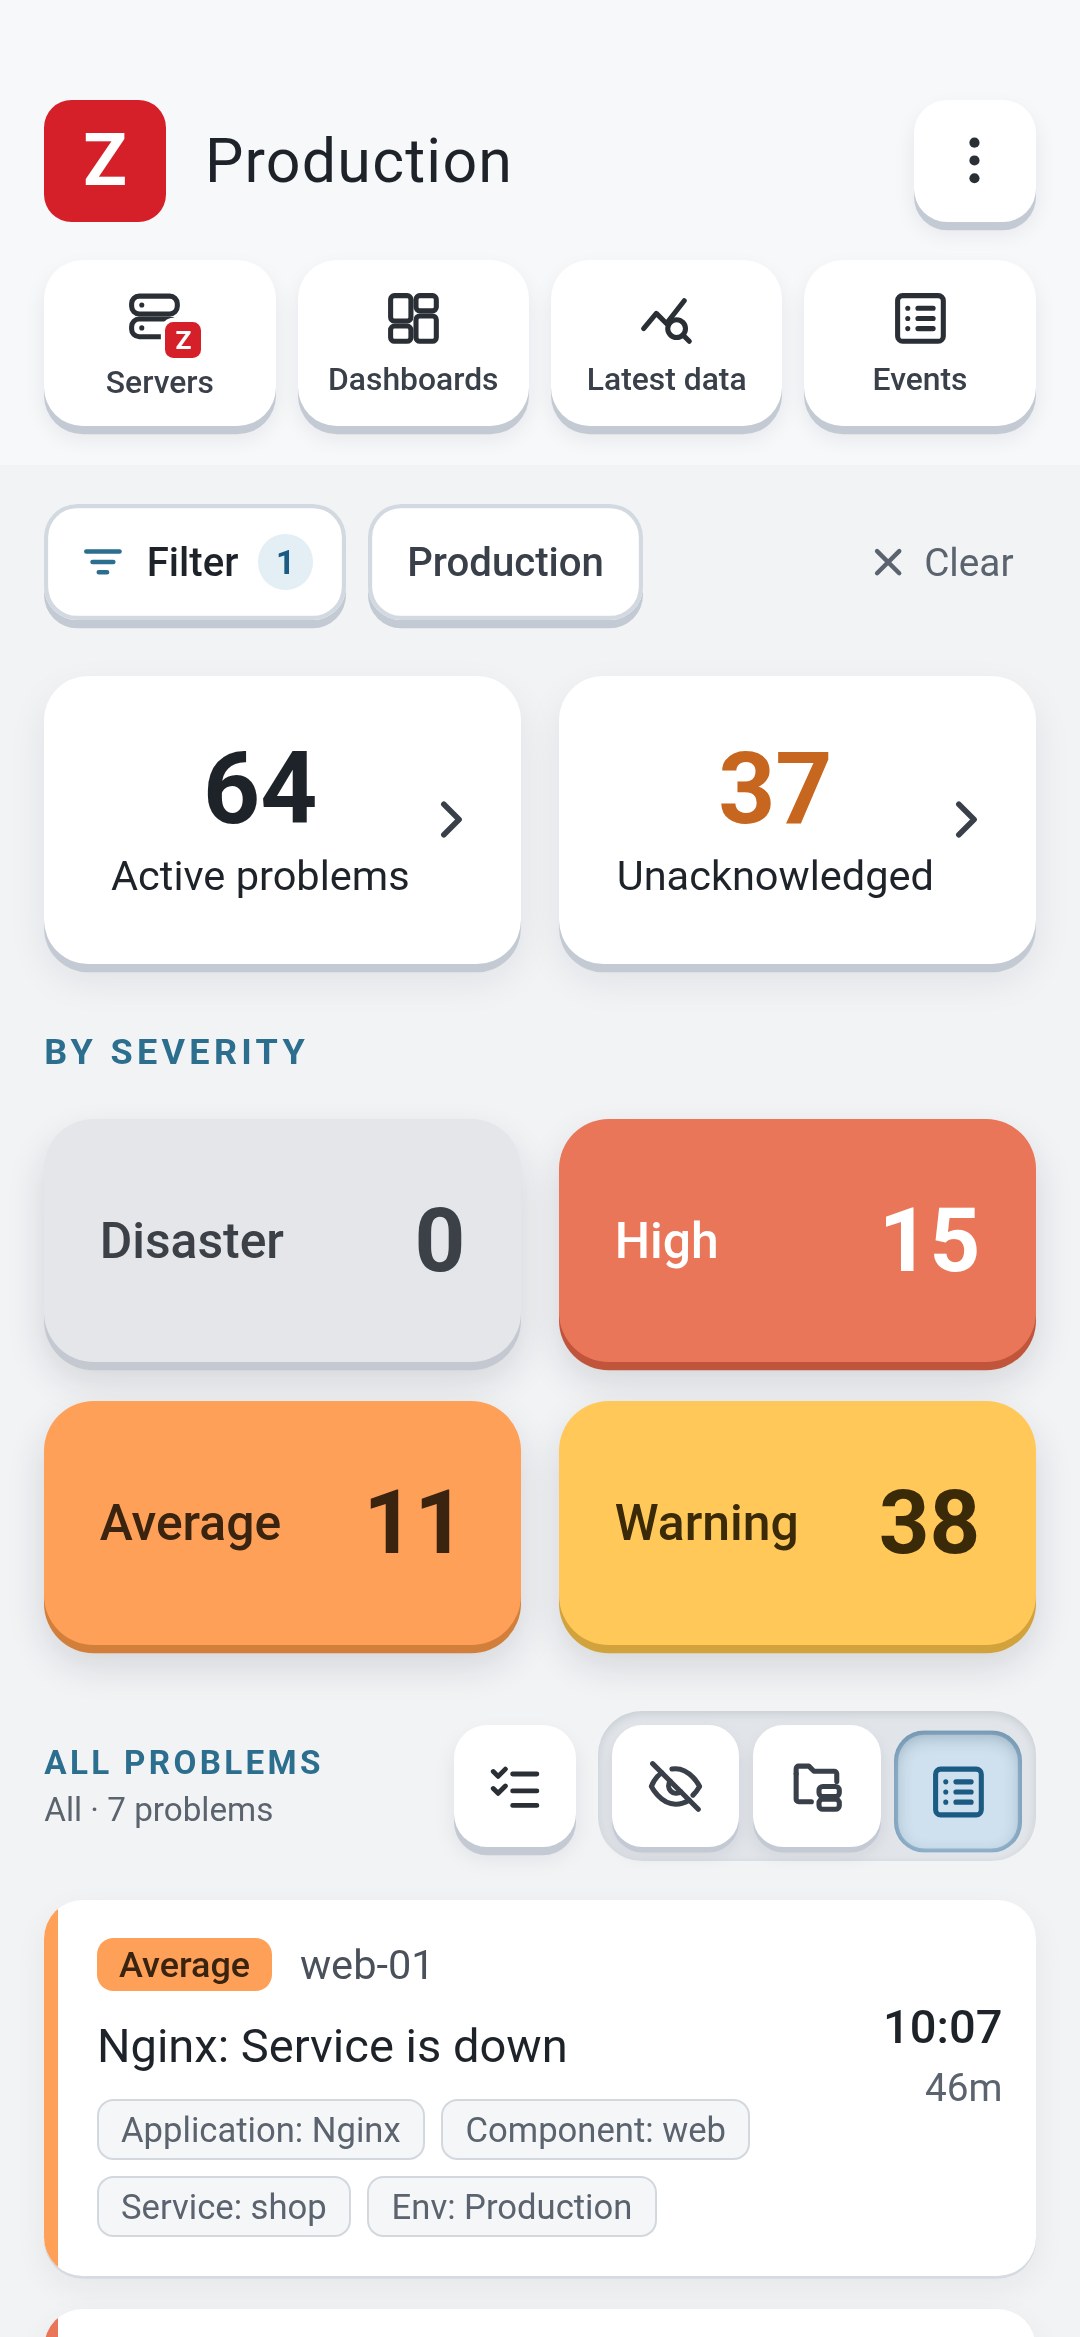 Z Production
Z
Servers Dashboards Latest data Events
Filter 1 Production Clear
64 37
Active problems Unacknowledged
BY SEVERITY
Disaster 0 High 15
Average 11 Warning 38
ALL PROBLEMS
All · 7 problems
Average web-01
Nginx: Service is down
10:07
46m
Application: Nginx Component: web
Service: shop Env: Production